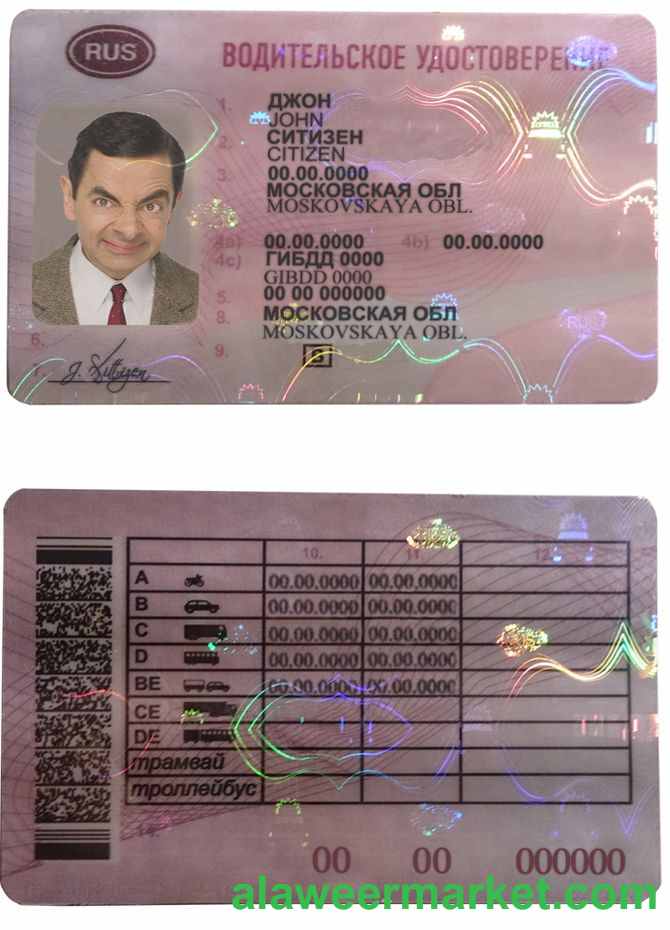 RUS
ВОДИТЕЛЬСКОЕ УДОСТОВЕРЕНИЕ
1. ДЖОН
JOHN
2. СИТИЗЕН
CITIZEN
3. 00.00.0000
МОСКОВСКАЯ ОБЛ
MOSKOVSKAYA OBL.
4a) 00.00.0000 4b) 00.00.0000
4c) ГИБДД 0000
GIBDD 0000
5. 00 00 000000
8. МОСКОВСКАЯ ОБЛ
MOSKOVSKAYA OBL.
RUS
6.
9. B
J. Sitizen
10. 11. 12.
A 00.00.0000 00.00.0000
B 00.00.0000 00.00.0000
C 00.00.0000 00.00.0000
D 00.00.0000 00.00.0000
BE 00.00.0000 00.00.0000
CE
DE
трамвай
троллейбус
14.
00 00 000000
alaweermarket.com